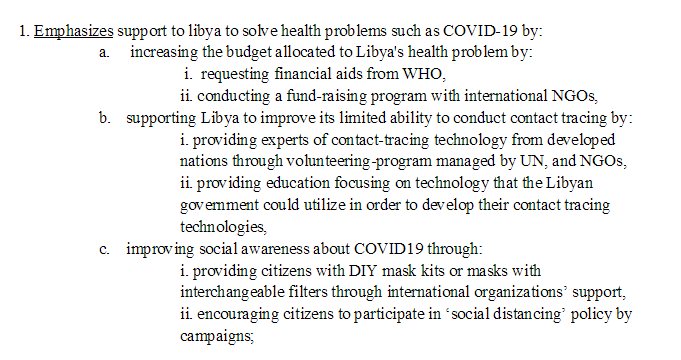 1. Emphasizes support to libya to solve health problems such as COVID-19 by:
a. increasing the budget allocated to Libya's health problem by:
i. requesting financial aids from WHO,
ii. conducting a fund-raising program with international NGOs,
b. supporting Libya to improve its limited ability to conduct contact tracing by:
i. providing experts of contact-tracing technology from developed
nations through volunteering-program managed by UN, and NGOs,
ii. providing education focusing on technology that the Libyan
government could utilize in order to develop their contact tracing
technologies,
c. improving social awareness about COVID19 through:
i. providing citizens with DIY mask kits or masks with
interchangeable filters through international organizations’ support,
ii. encouraging citizens to participate in ‘social distancing’ policy by
campaigns;